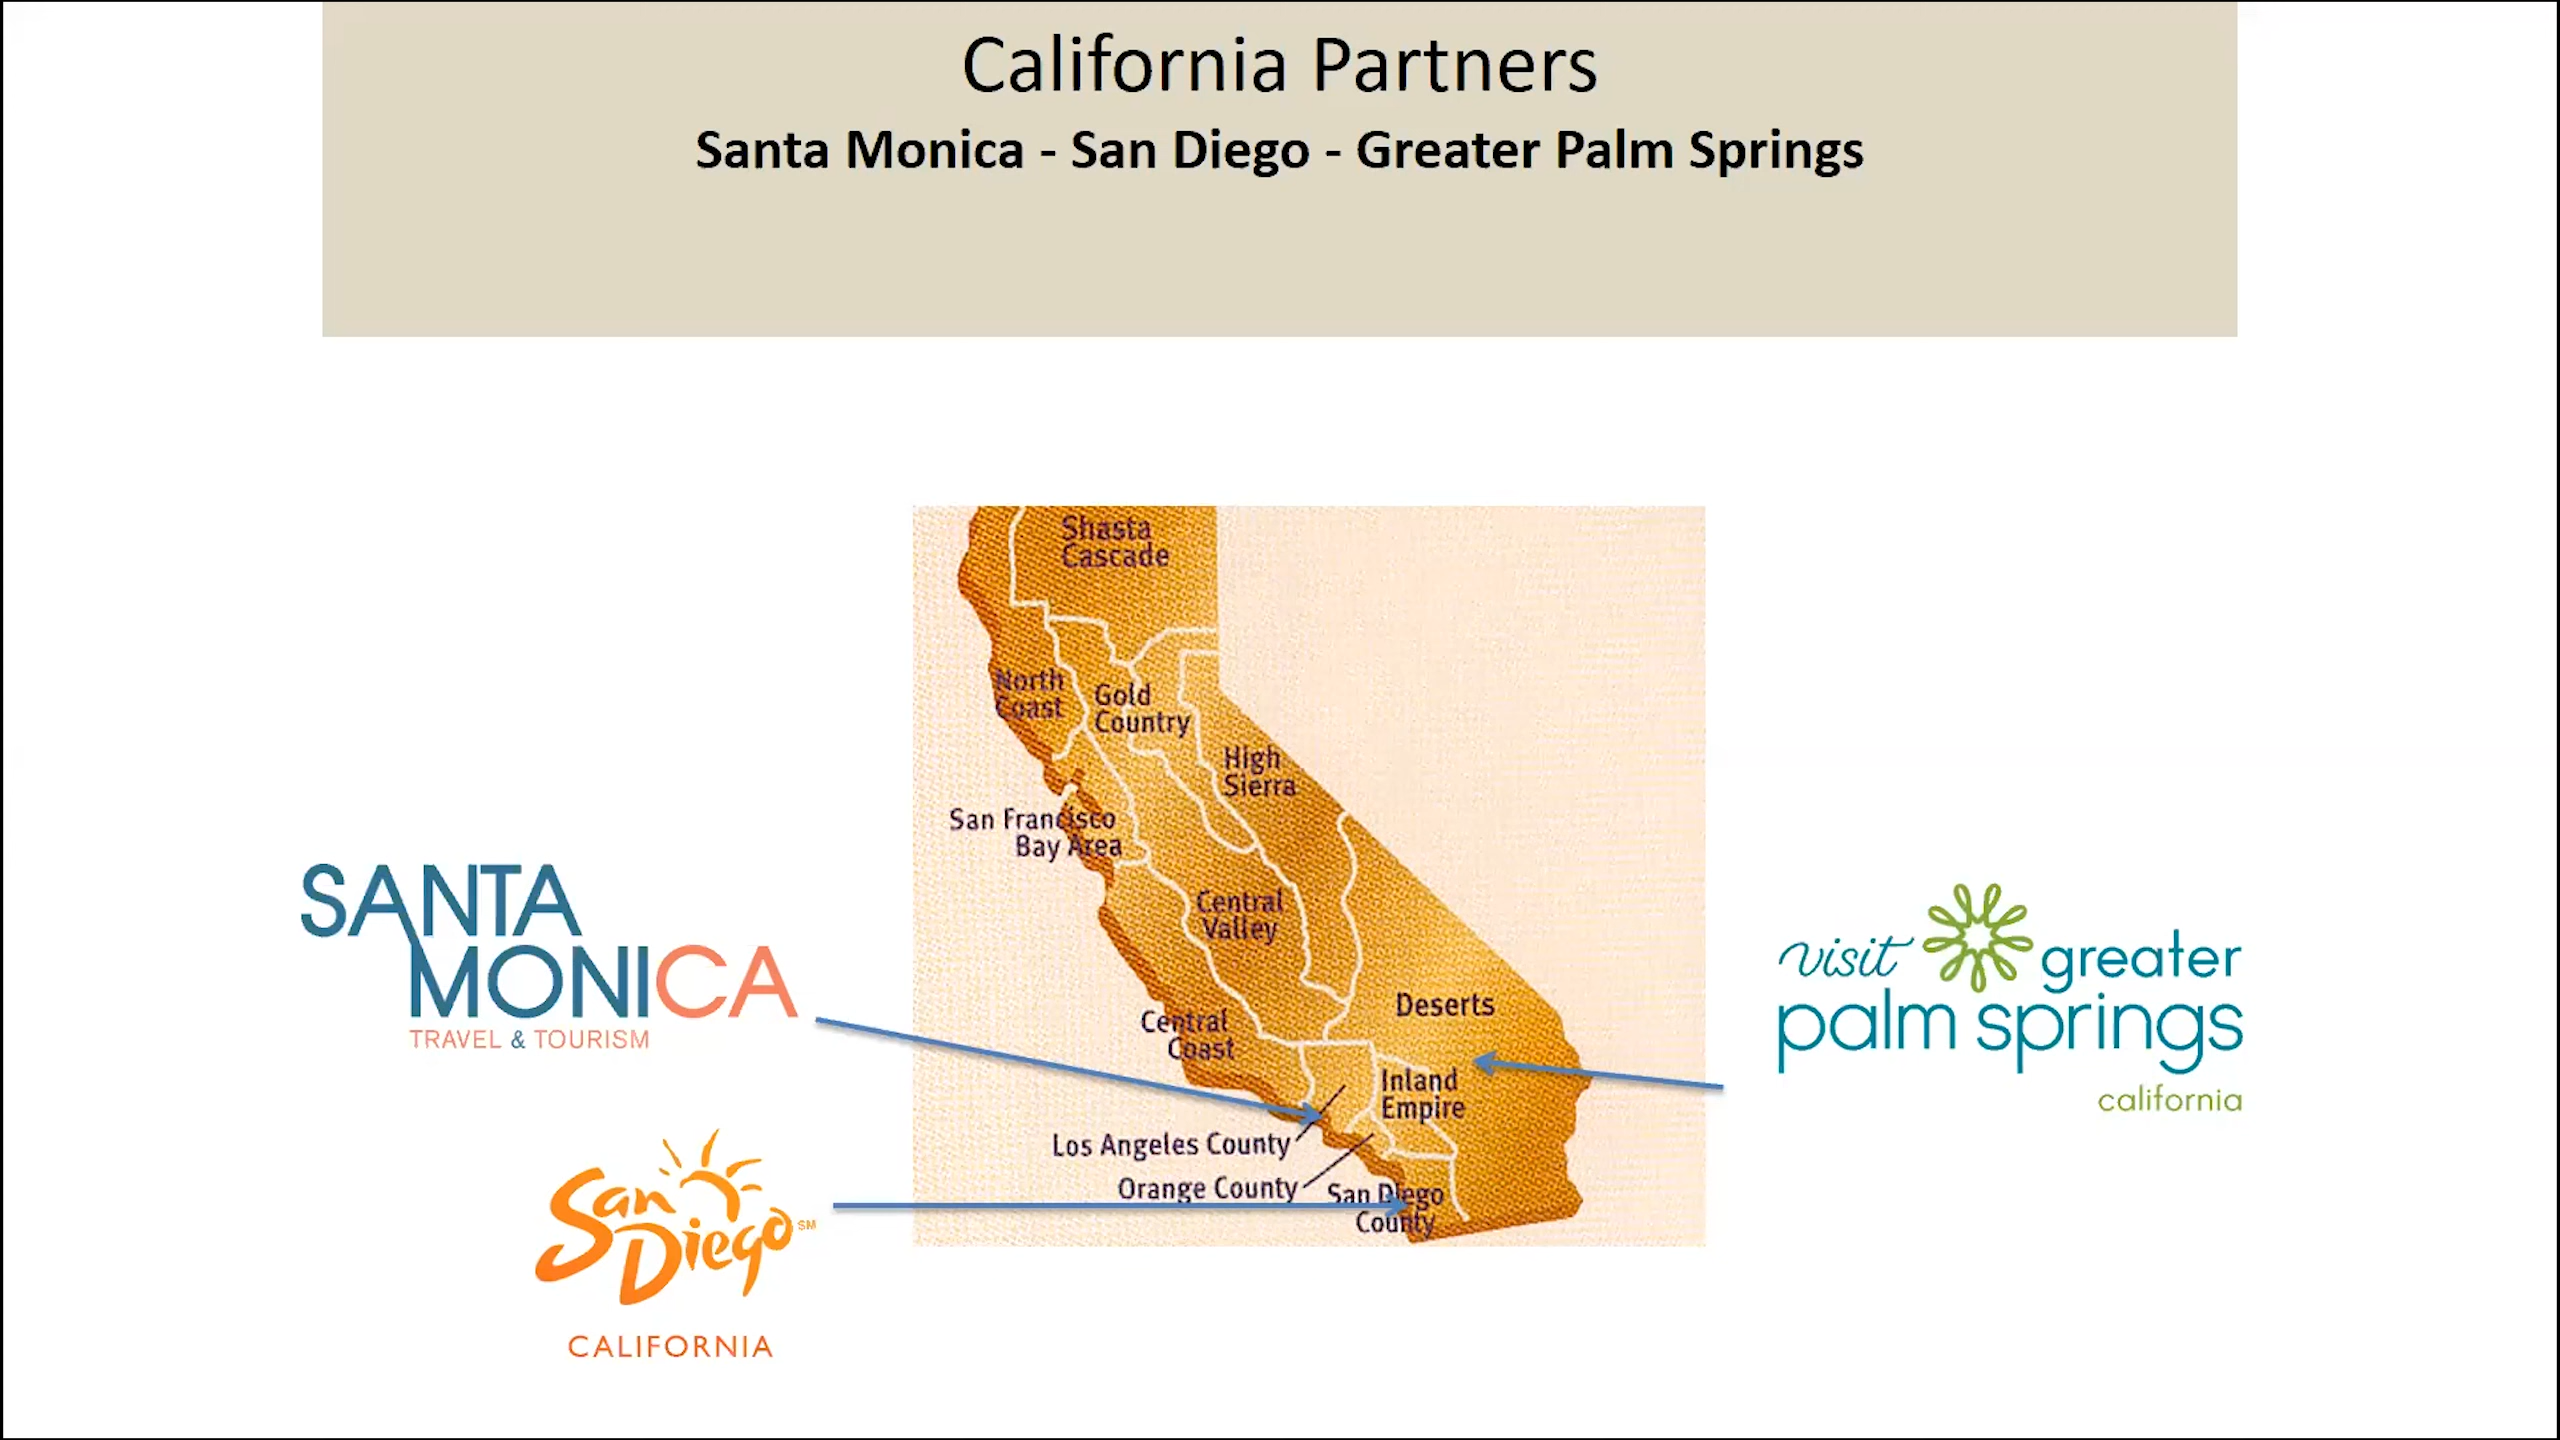 California Partners
Santa Monica - San Diego - Greater Palm Springs
Shasta
Cascade
North
Coast
Gold
Country
High
Sierra
San Francisco
Bay Area
Central
Valley
Central
Coast
Deserts
Inland
Empire
Los Angeles County
Orange County
San Diego
County
SANTA
MONICA
TRAVEL & TOURISM
San
Diego SM
CALIFORNIA
visit greater
palm springs
california